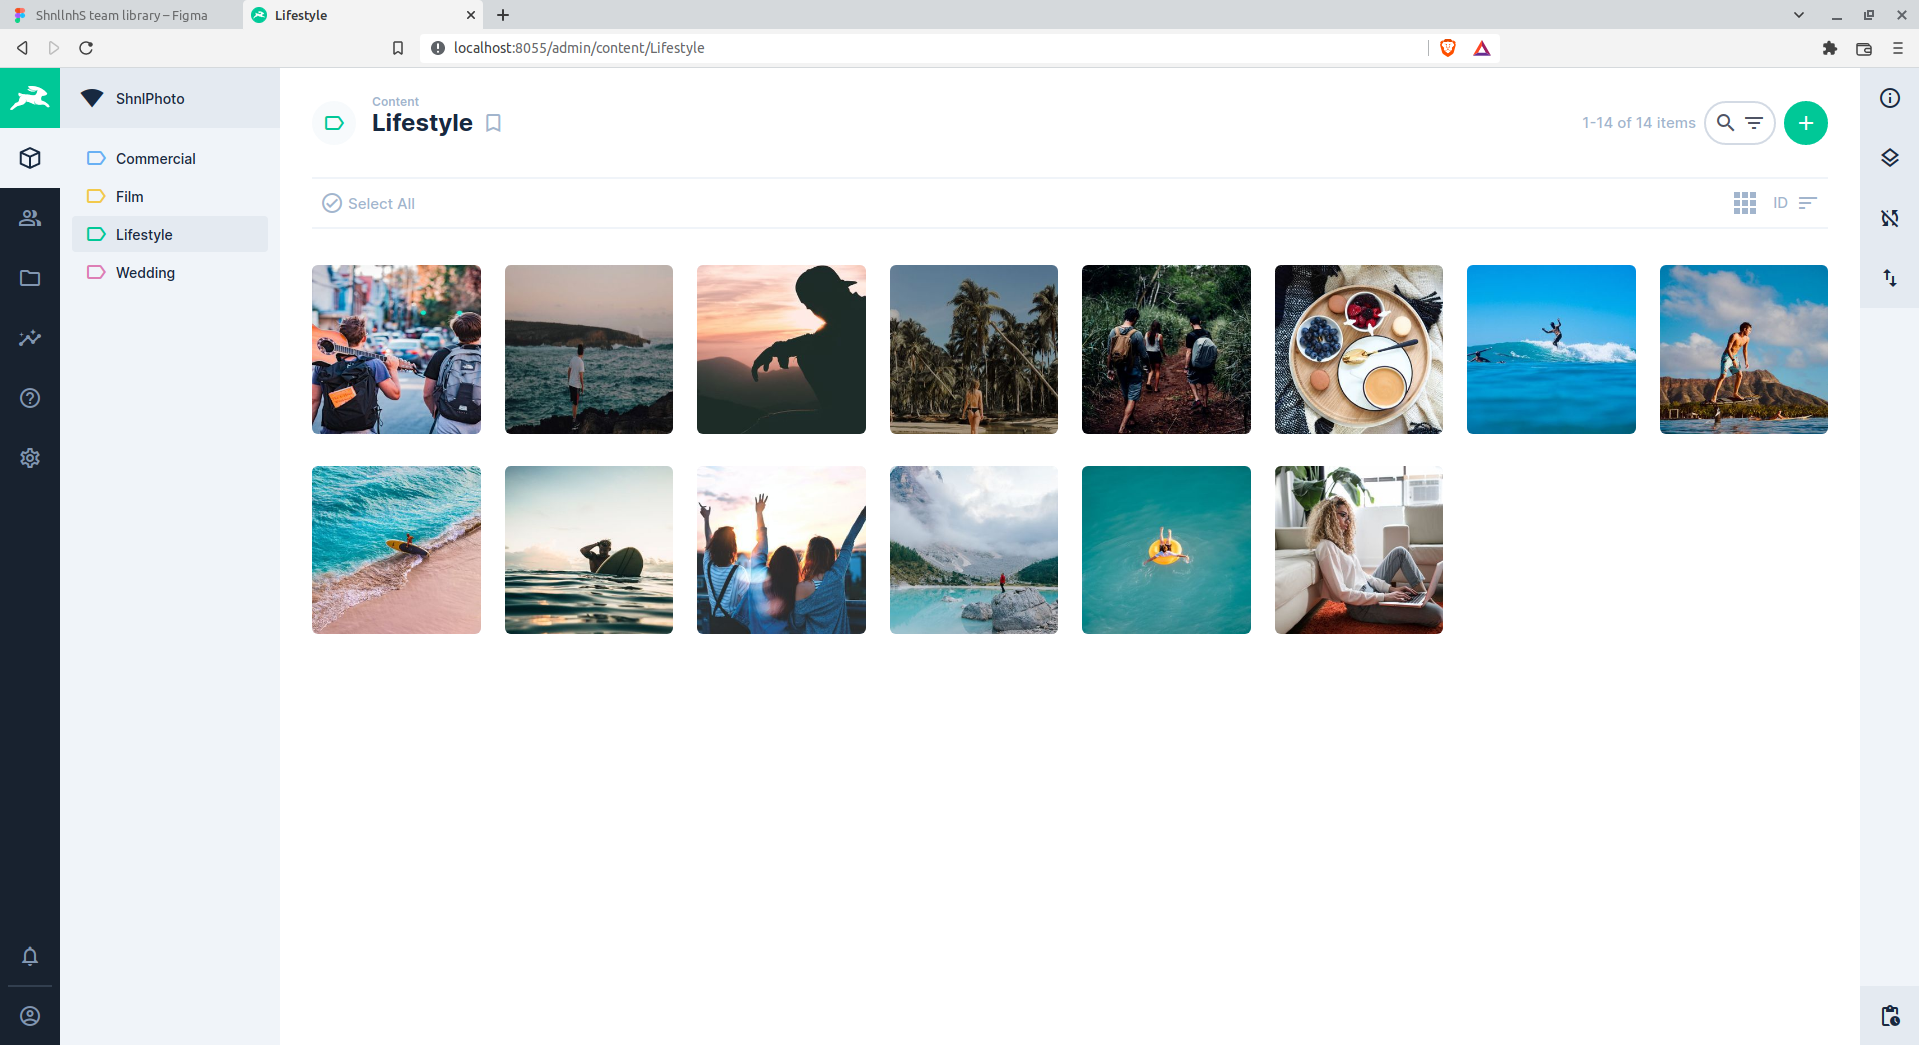 ShnllnhS team library – Figma
Lifestyle
localhost:8055/admin/content/Lifestyle
ShnlPhoto
Commercial
Film
Lifestyle
Wedding
Content
Lifestyle
1-14 of 14 items
Select All
ID